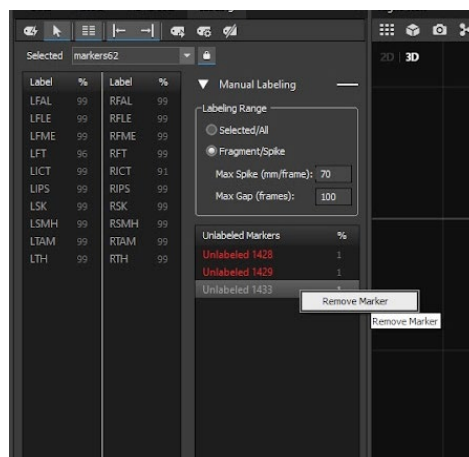 2D | 3D
Selected markers62
Label % Label %
LFAL 99 RFAL 99
LFLE 99 RFLE 99
LFME 99 RFME 99
LFT 96 RFT 99
LICT 99 RICT 91
LIPS 99 RIPS 99
LSK 99 RSK 99
LSMH 99 RSMH 99
LTAM 99 RTAM 99
LTH 99 RTH 99
Manual Labeling
Labeling Range
Selected/All
Fragment/Spike
Max Spike (mm/frame): 70
Max Gap (frames): 100
Unlabeled Markers %
Unlabeled 1428 1
Unlabeled 1429 1
Unlabeled 1433
Remove Marker
Remove Marker